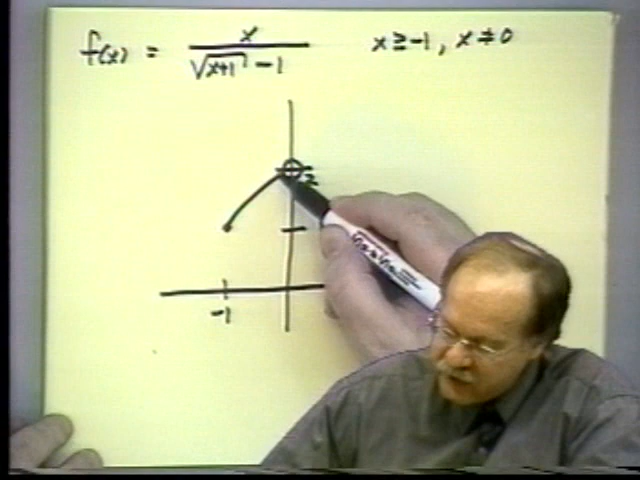 f(x) = x / (√(x+1) - 1)    x ≥ -1, x ≠ 0
2
-1